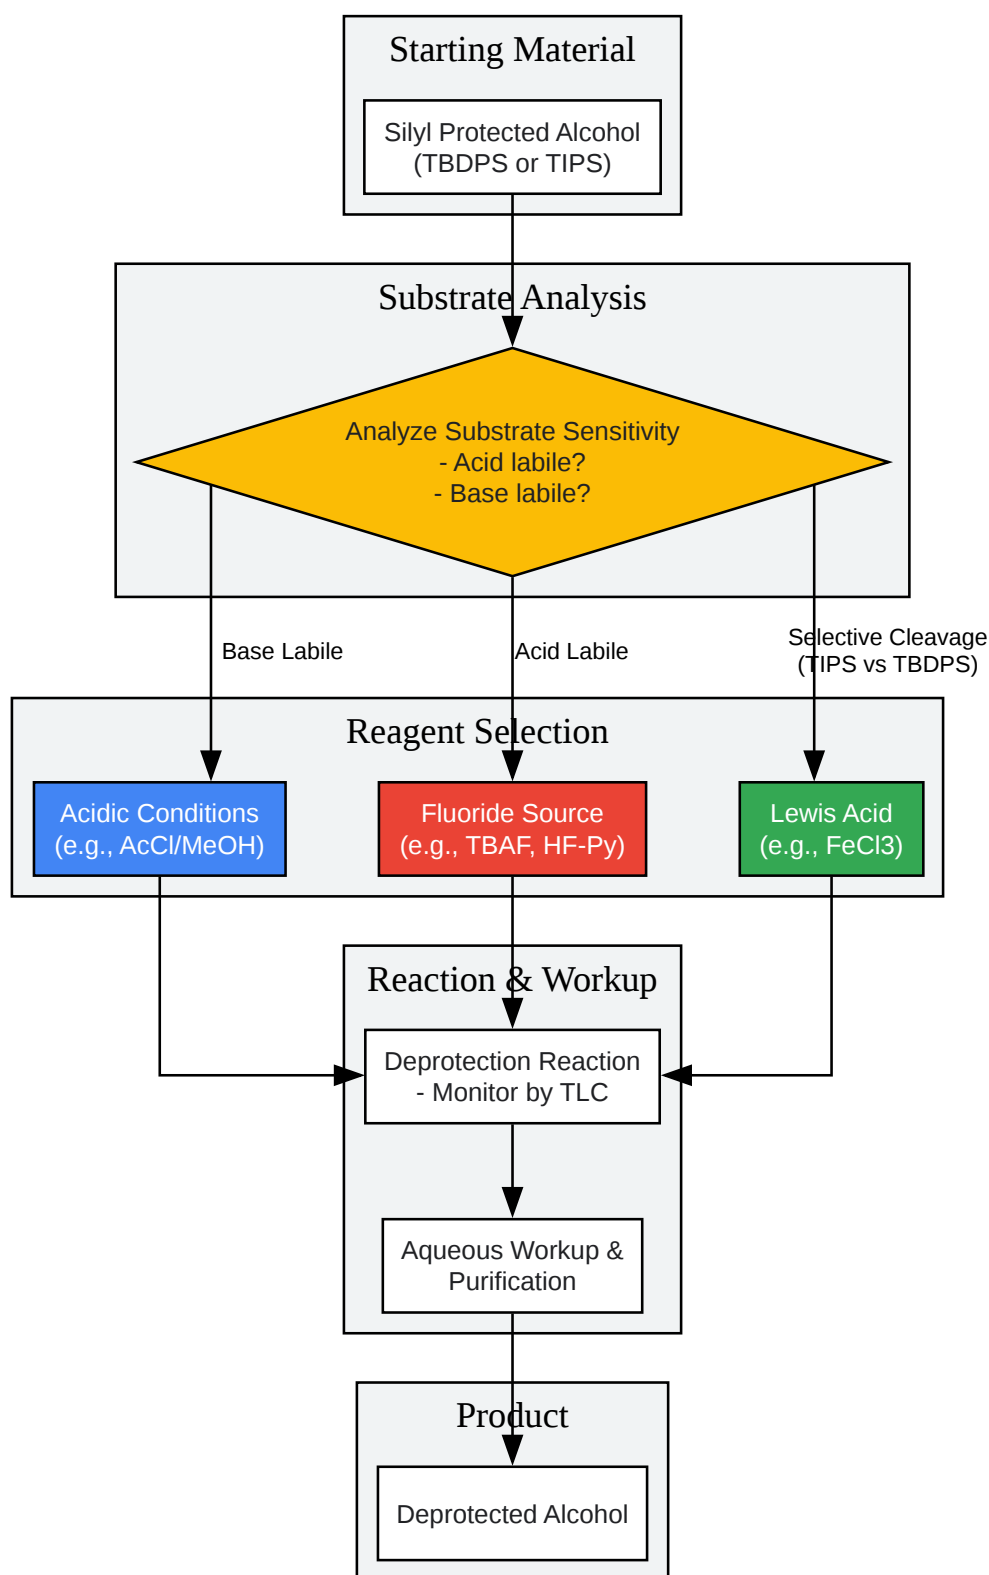 Starting Material
Silyl Protected Alcohol
(TBDPS or TIPS)
Substrate Analysis
Analyze Substrate Sensitivity
- Acid labile?
- Base labile?
Base Labile
Acid Labile
Selective Cleavage
(TIPS vs TBDPS)
Reagent Selection
Acidic Conditions
(e.g., AcCl/MeOH)
Fluoride Source
(e.g., TBAF, HF-Py)
Lewis Acid
(e.g., FeCl3)
Reaction & Workup
Deprotection Reaction
- Monitor by TLC
Aqueous Workup &
Purification
Product
Deprotected Alcohol